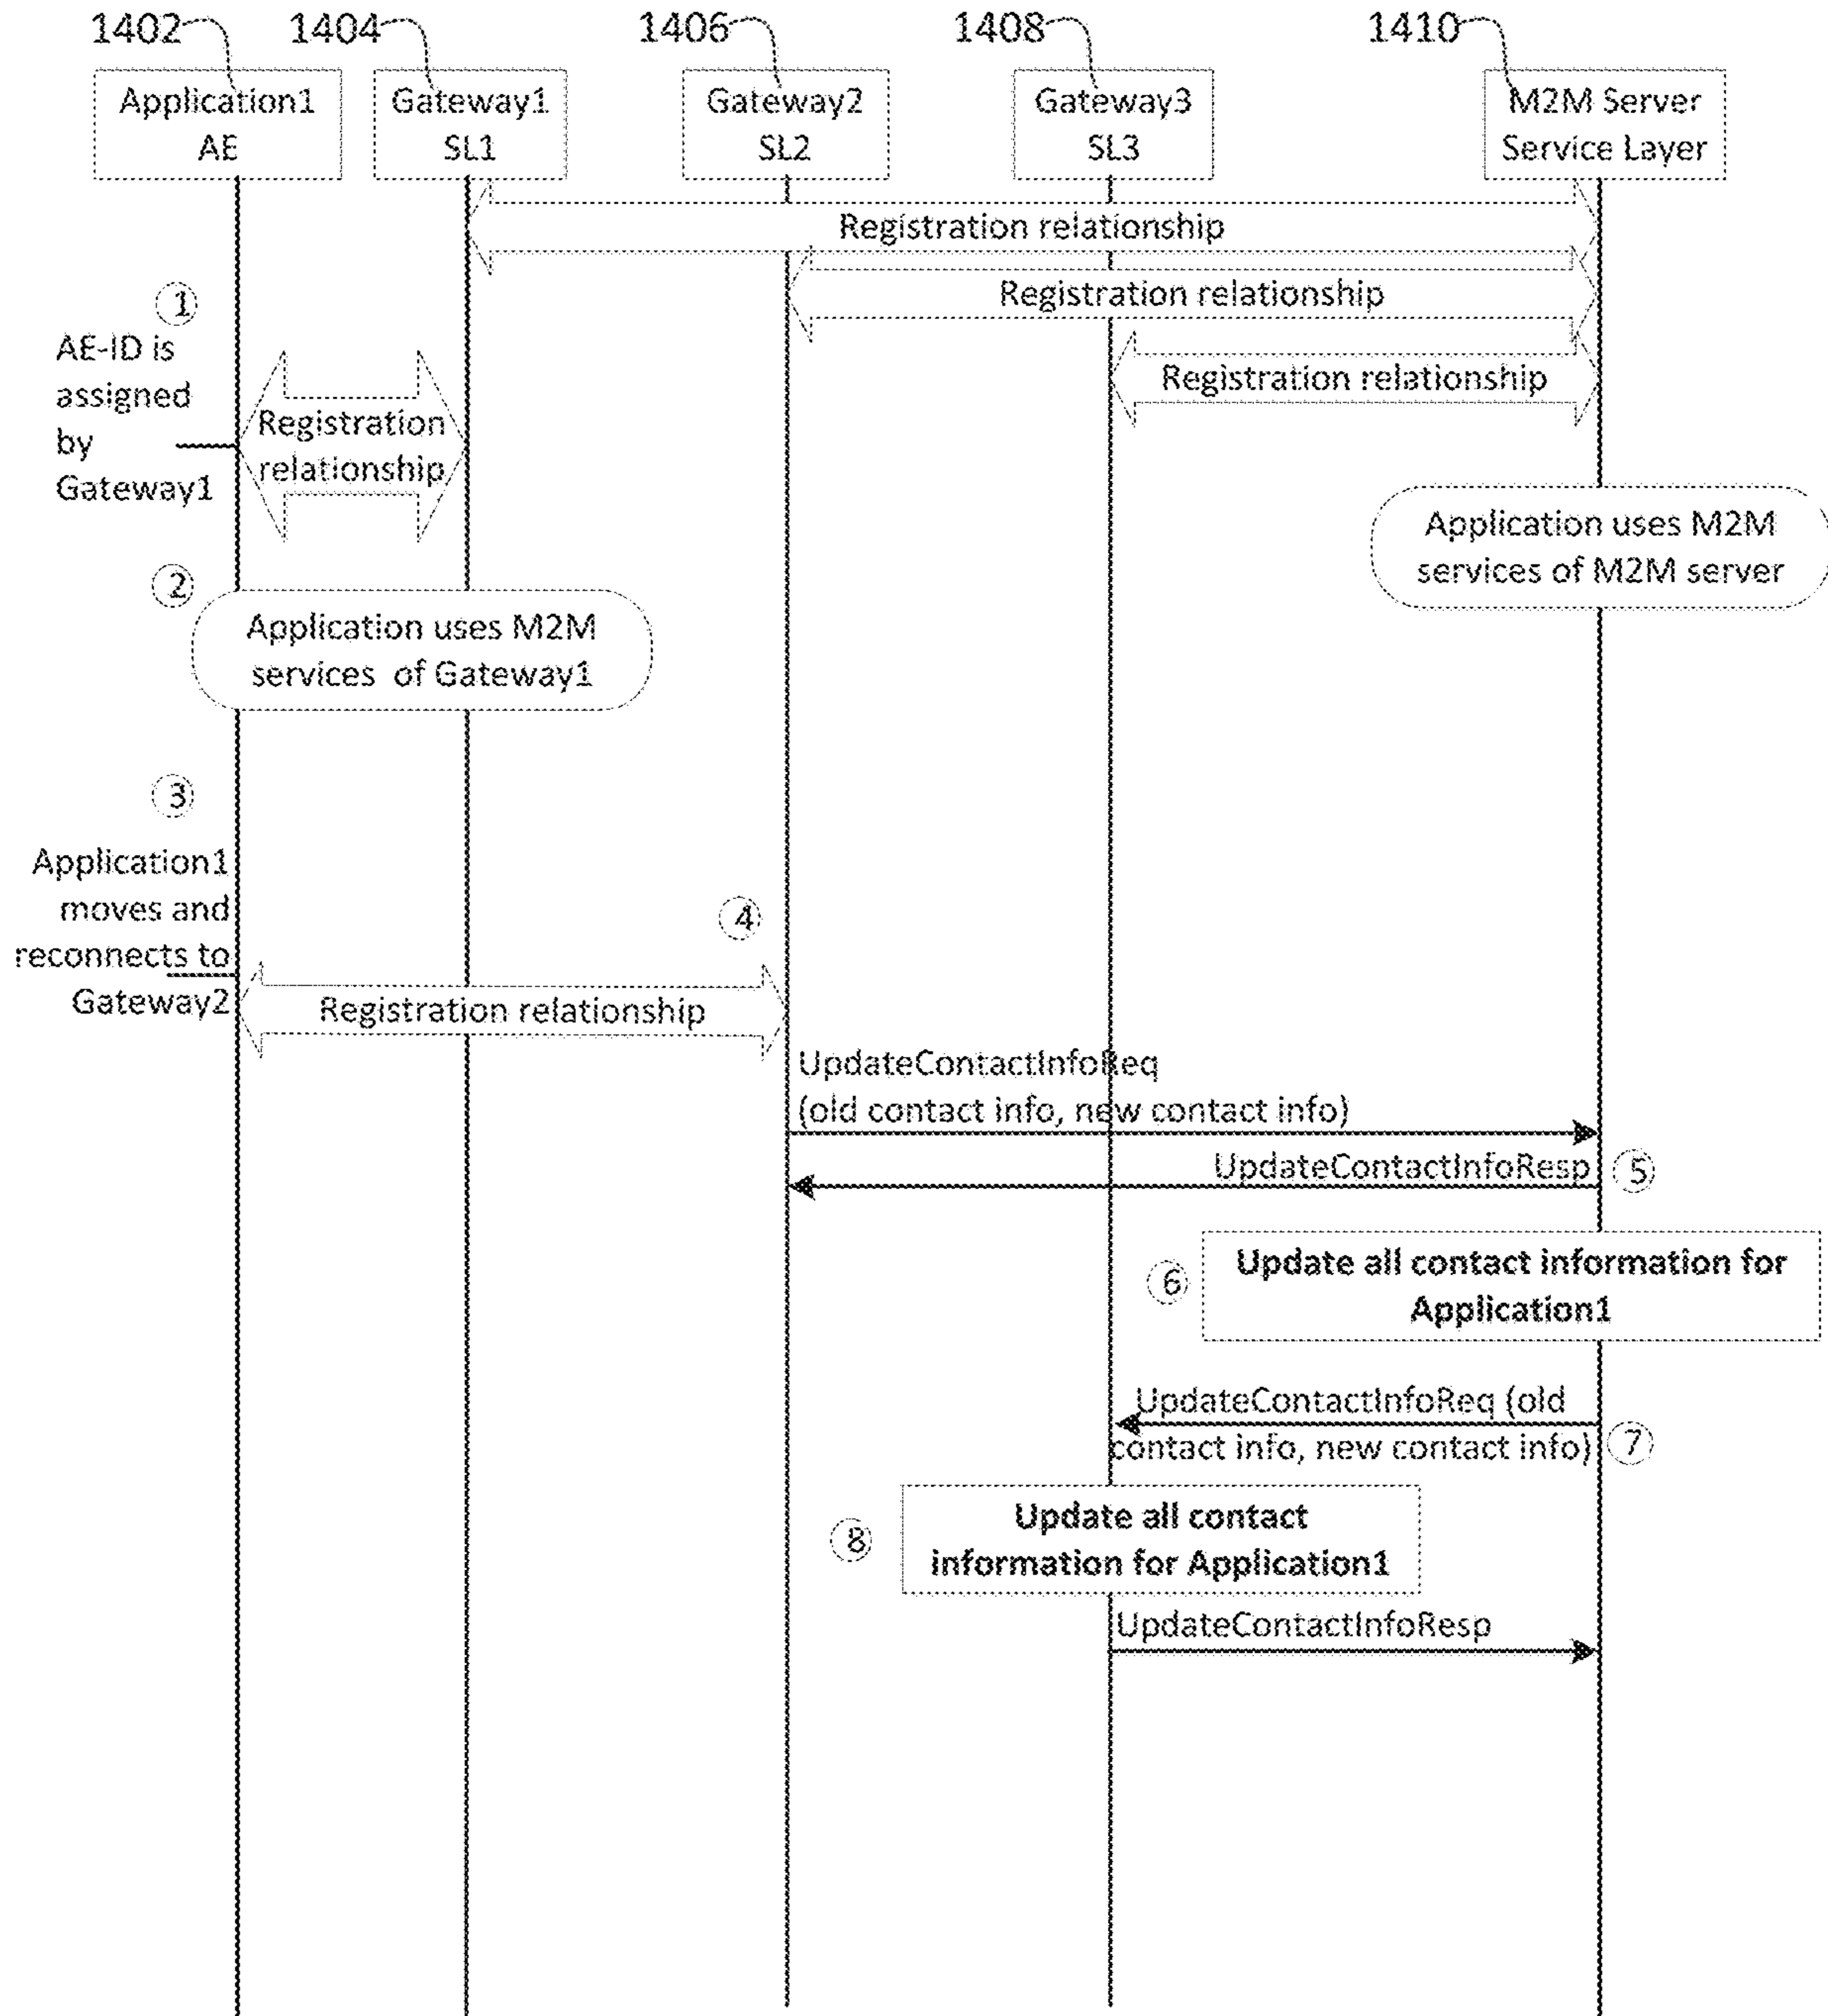 1402
1404
1406
1408
1410
Application1
AE
Gateway1
SL1
Gateway2
SL2
Gateway3
SL3
M2M Server
Service Layer
Registration relationship
Registration relationship
Registration relationship
1
AE-ID is
assigned
by
Gateway1
Registration
relationship
Application uses M2M
services of M2M server
2
Application uses M2M
services of Gateway1
3
Application1
moves and
reconnects to
Gateway2
4
Registration relationship
UpdateContactInfoReq
(old contact info, new contact info)
UpdateContactInfoResp
5
6
Update all contact information for
Application1
UpdateContactInfoReq (old
contact info, new contact info)
7
8
Update all contact
information for Application1
UpdateContactInfoResp